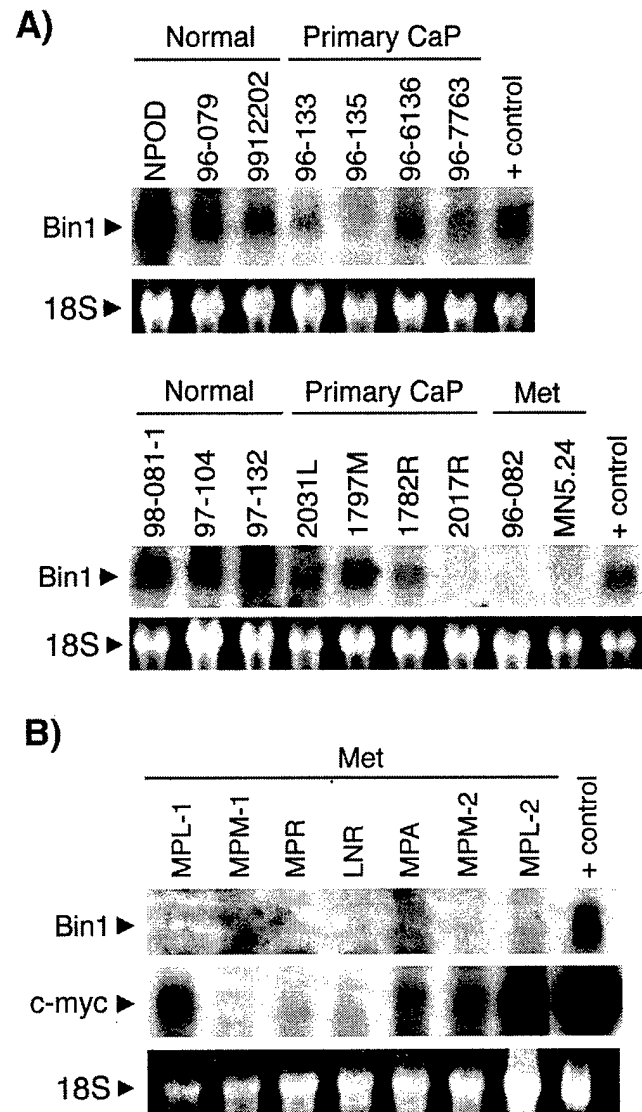 A)
Normal Primary CaP
NPOD 96-079 9912202 96-133 96-135 96-6136 96-7763 + control
Bin1
18S
Normal Primary CaP Met
98-081-1 97-104 97-132 2031L 1797M 1782R 2017R 96-082 MN5.24 + control
Bin1
18S
B)
Met
MPL-1 MPM-1 MPR LNR MPA MPM-2 MPL-2 + control
Bin1
c-myc
18S